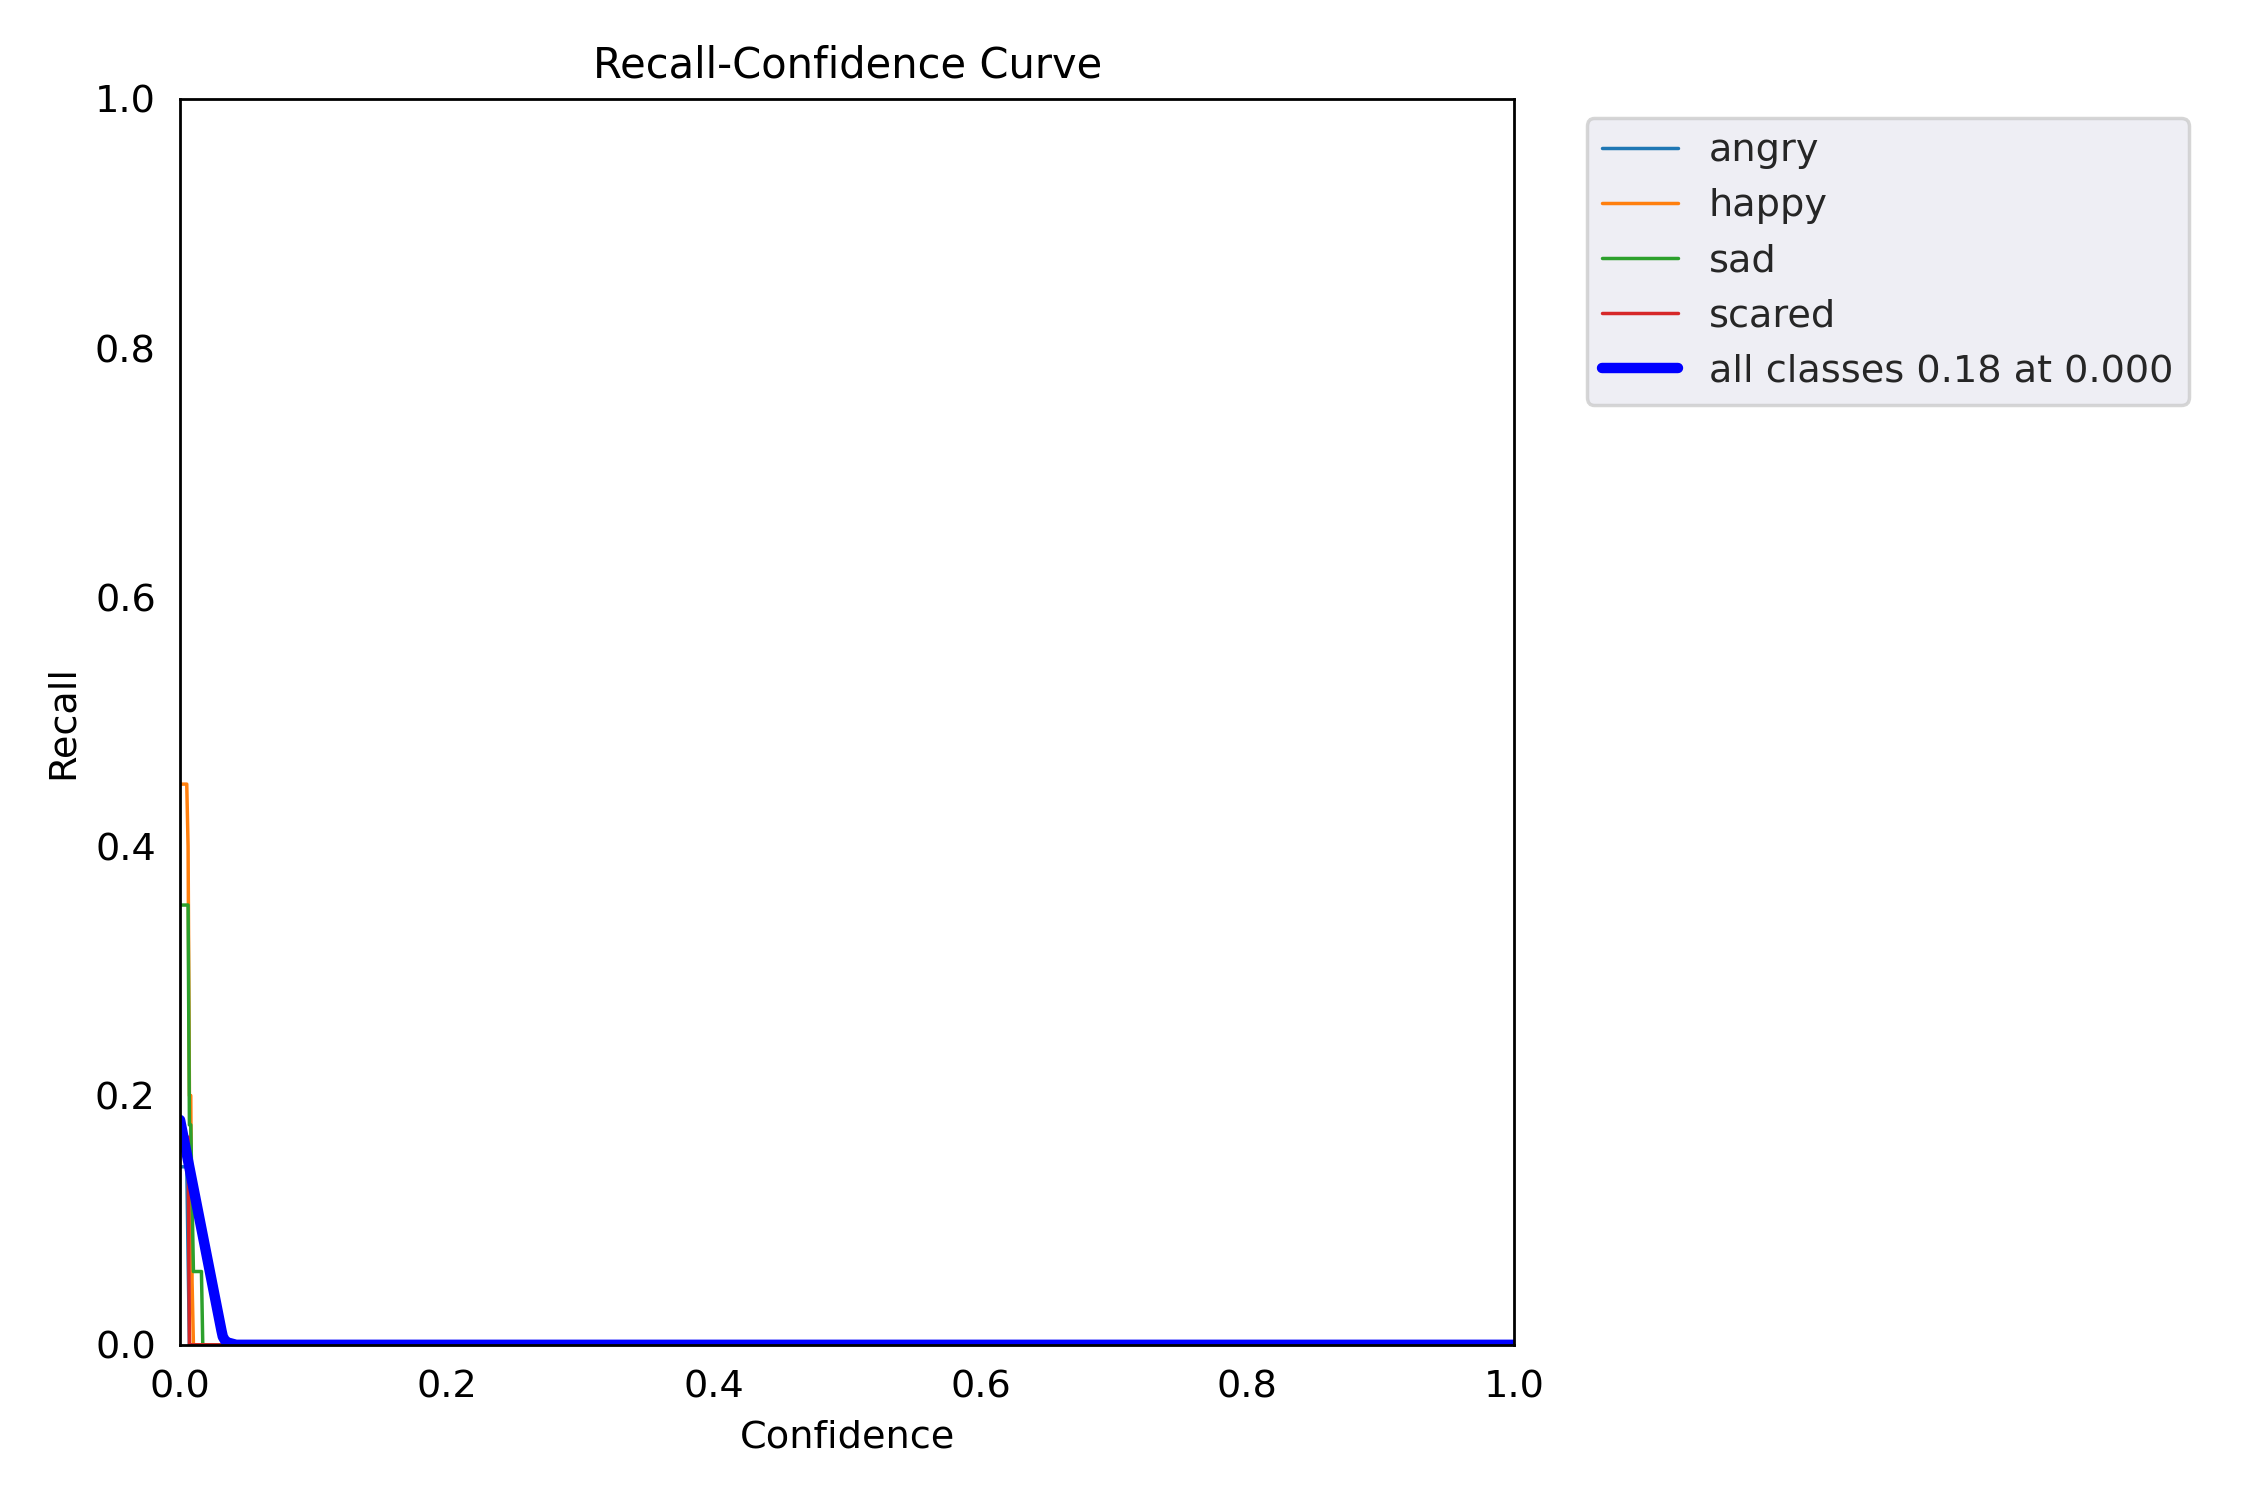 Recall-Confidence Curve
1.0
0.8
0.6
0.4
0.2
0.0
Recall
0.0 0.2 0.4 0.6 0.8 1.0
Confidence
angry
happy
sad
scared
all classes 0.18 at 0.000